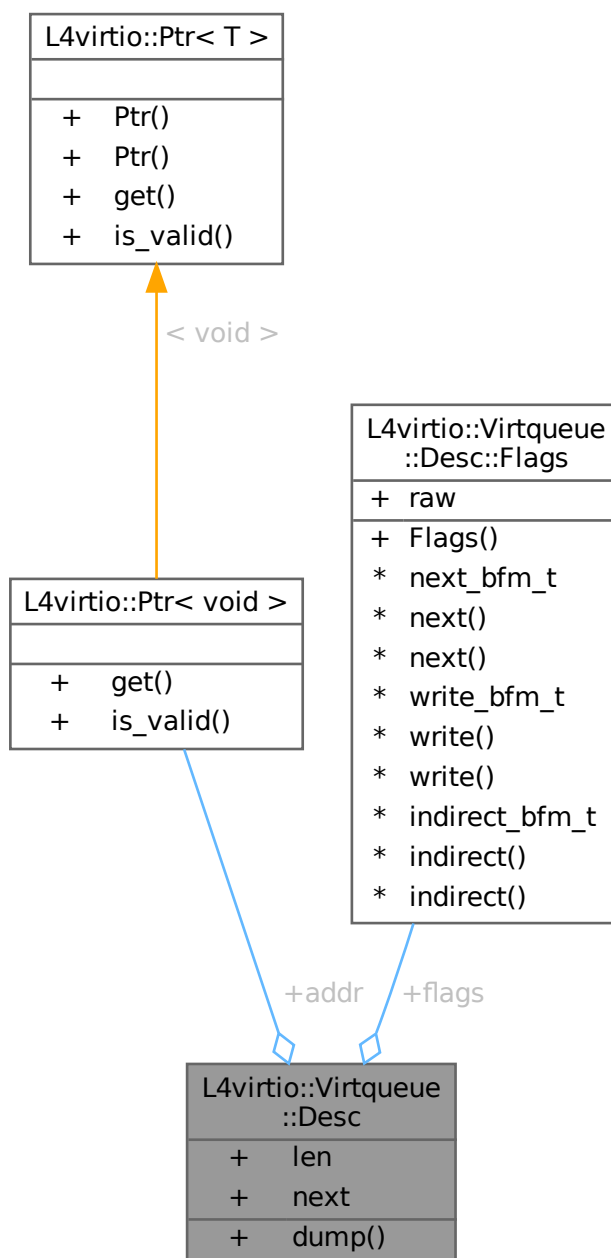 L4virtio::Ptr< T >
+ Ptr()
+ Ptr()
+ get()
+ is_valid()
< void >
L4virtio::Ptr< void >
+ get()
+ is_valid()
L4virtio::Virtqueue
::Desc::Flags
+ raw
+ Flags()
* next_bfm_t
* next()
* next()
* write_bfm_t
* write()
* write()
* indirect_bfm_t
* indirect()
* indirect()
+addr
+flags
L4virtio::Virtqueue
::Desc
+ len
+ next
+ dump()